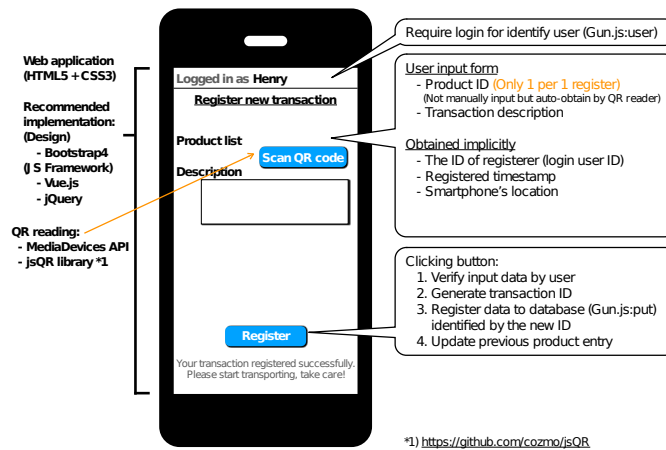 Web application
(HTML5 + CSS3)
Recommended
implementation:
(Design)
- Bootstrap4
(JS Framework)
- Vue.js
- jQuery
QR reading:
- MediaDevices API
- jsQR library *1
Logged in as Henry
Register new transaction
Product list
Scan QR code
Description
Register
Your transaction registered successfully.
Please start transporting, take care!
Require login for identify user (Gun.js:user)
User input form
- Product ID (Only 1 per 1 register)
(Not manually input but auto-obtain by QR reader)
- Transaction description
Obtained implicitly
- The ID of registerer (login user ID)
- Registered timestamp
- Smartphone's location
Clicking button:
1. Verify input data by user
2. Generate transaction ID
3. Register data to database (Gun.js:put)
identified by the new ID
4. Update previous product entry
*1) https://github.com/cozmo/jsQR